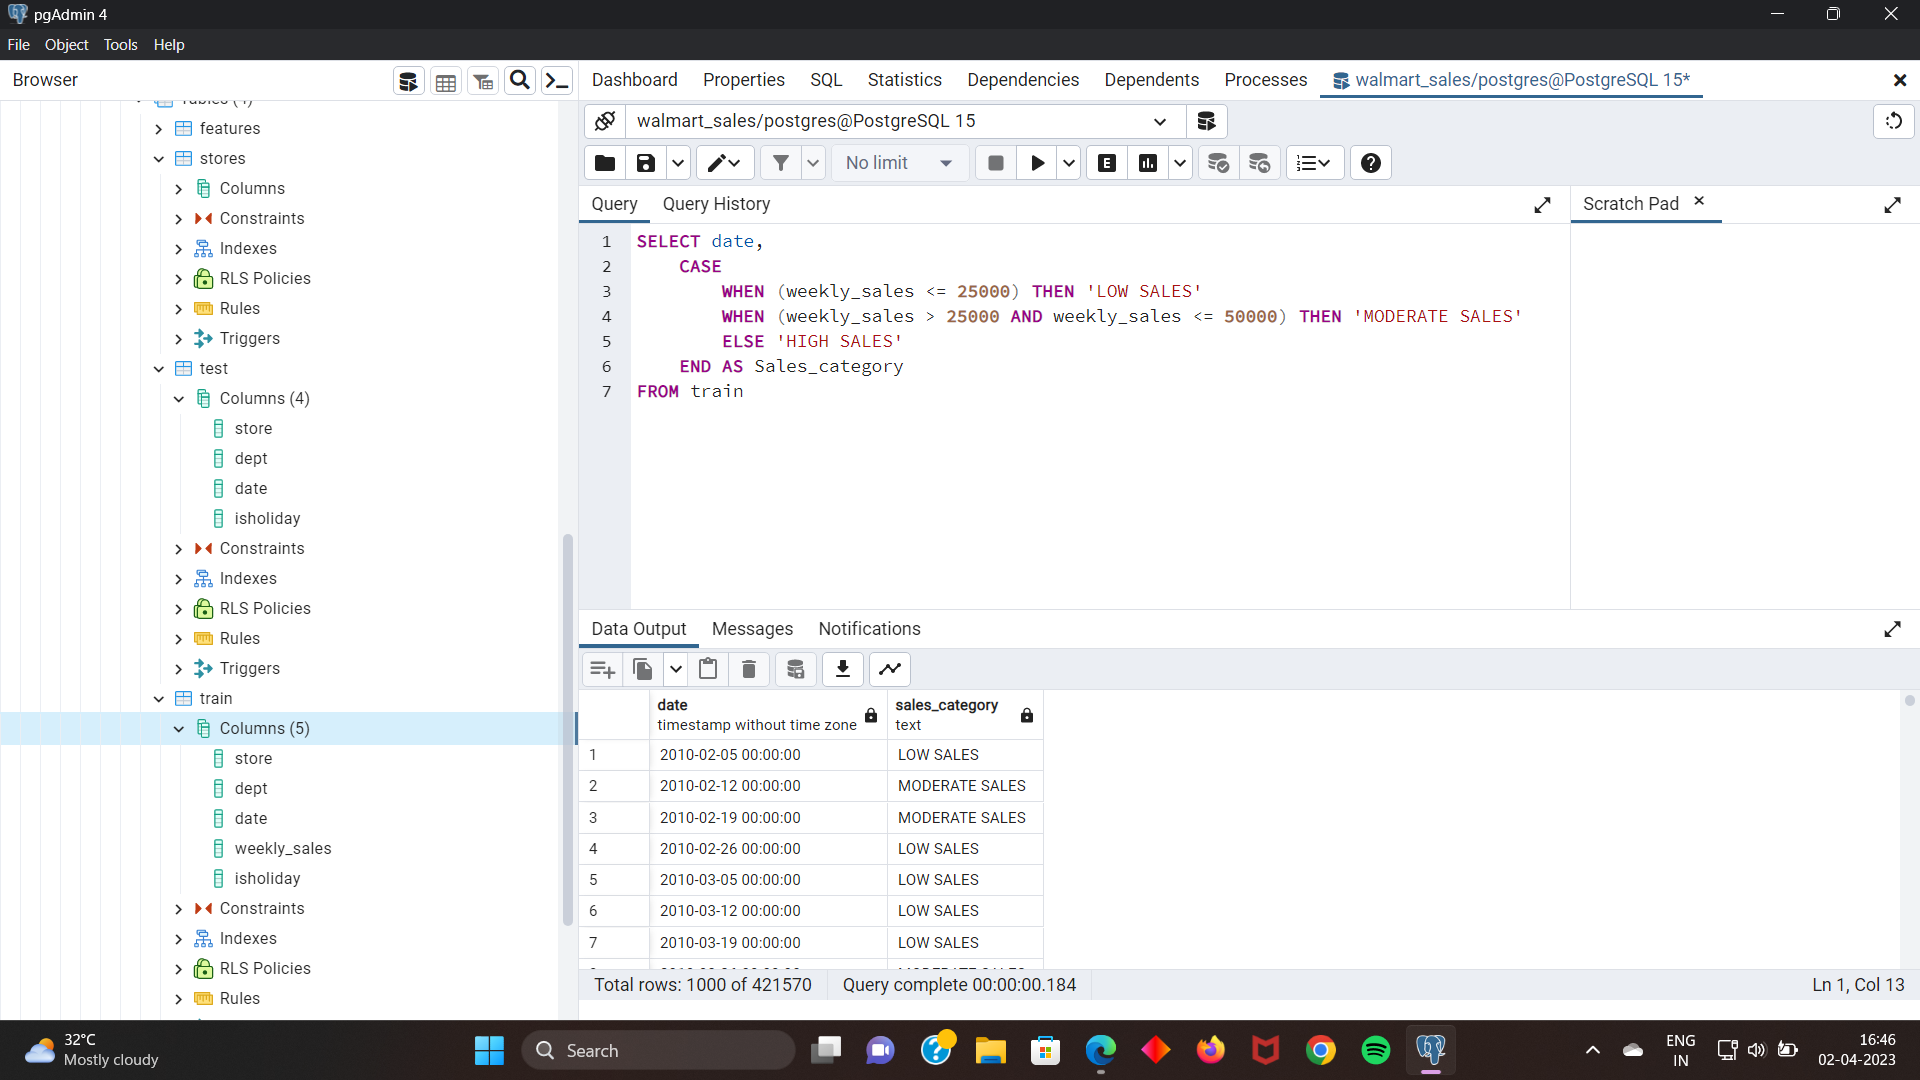 pgAdmin 4
File Object Tools Help
Browser
Dashboard Properties SQL Statistics Dependencies Dependents Processes walmart_sales/postgres@PostgreSQL 15*
Tables (4)
features
stores
Columns
Constraints
Indexes
RLS Policies
Rules
Triggers
test
Columns (4)
store
dept
date
isholiday
Constraints
Indexes
RLS Policies
Rules
Triggers
train
Columns (5)
store
dept
date
weekly_sales
isholiday
Constraints
Indexes
RLS Policies
Rules
walmart_sales/postgres@PostgreSQL 15
No limit
E
Query Query History
Scratch Pad
1 SELECT date,
2 CASE
3 WHEN (weekly_sales <= 25000) THEN 'LOW SALES'
4 WHEN (weekly_sales > 25000 AND weekly_sales <= 50000) THEN 'MODERATE SALES'
5 ELSE 'HIGH SALES'
6 END AS Sales_category
7 FROM train
Data Output Messages Notifications
date sales_category
timestamp without time zone text
1 2010-02-05 00:00:00 LOW SALES
2 2010-02-12 00:00:00 MODERATE SALES
3 2010-02-19 00:00:00 MODERATE SALES
4 2010-02-26 00:00:00 LOW SALES
5 2010-03-05 00:00:00 LOW SALES
6 2010-03-12 00:00:00 LOW SALES
7 2010-03-19 00:00:00 LOW SALES
Total rows: 1000 of 421570 Query complete 00:00:00.184 Ln 1, Col 13
32°C
Mostly cloudy
Search
ENG
IN
16:46
02-04-2023